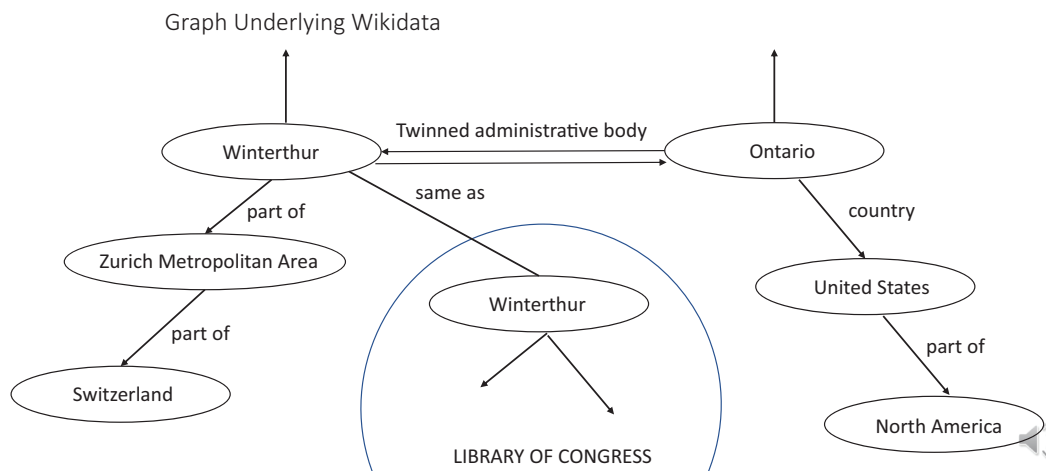 Graph Underlying Wikidata
Twinned administrative body
Winterthur
Ontario
same as
part of
country
Zurich Metropolitan Area
United States
Winterthur
part of
part of
Switzerland
North America
LIBRARY OF CONGRESS